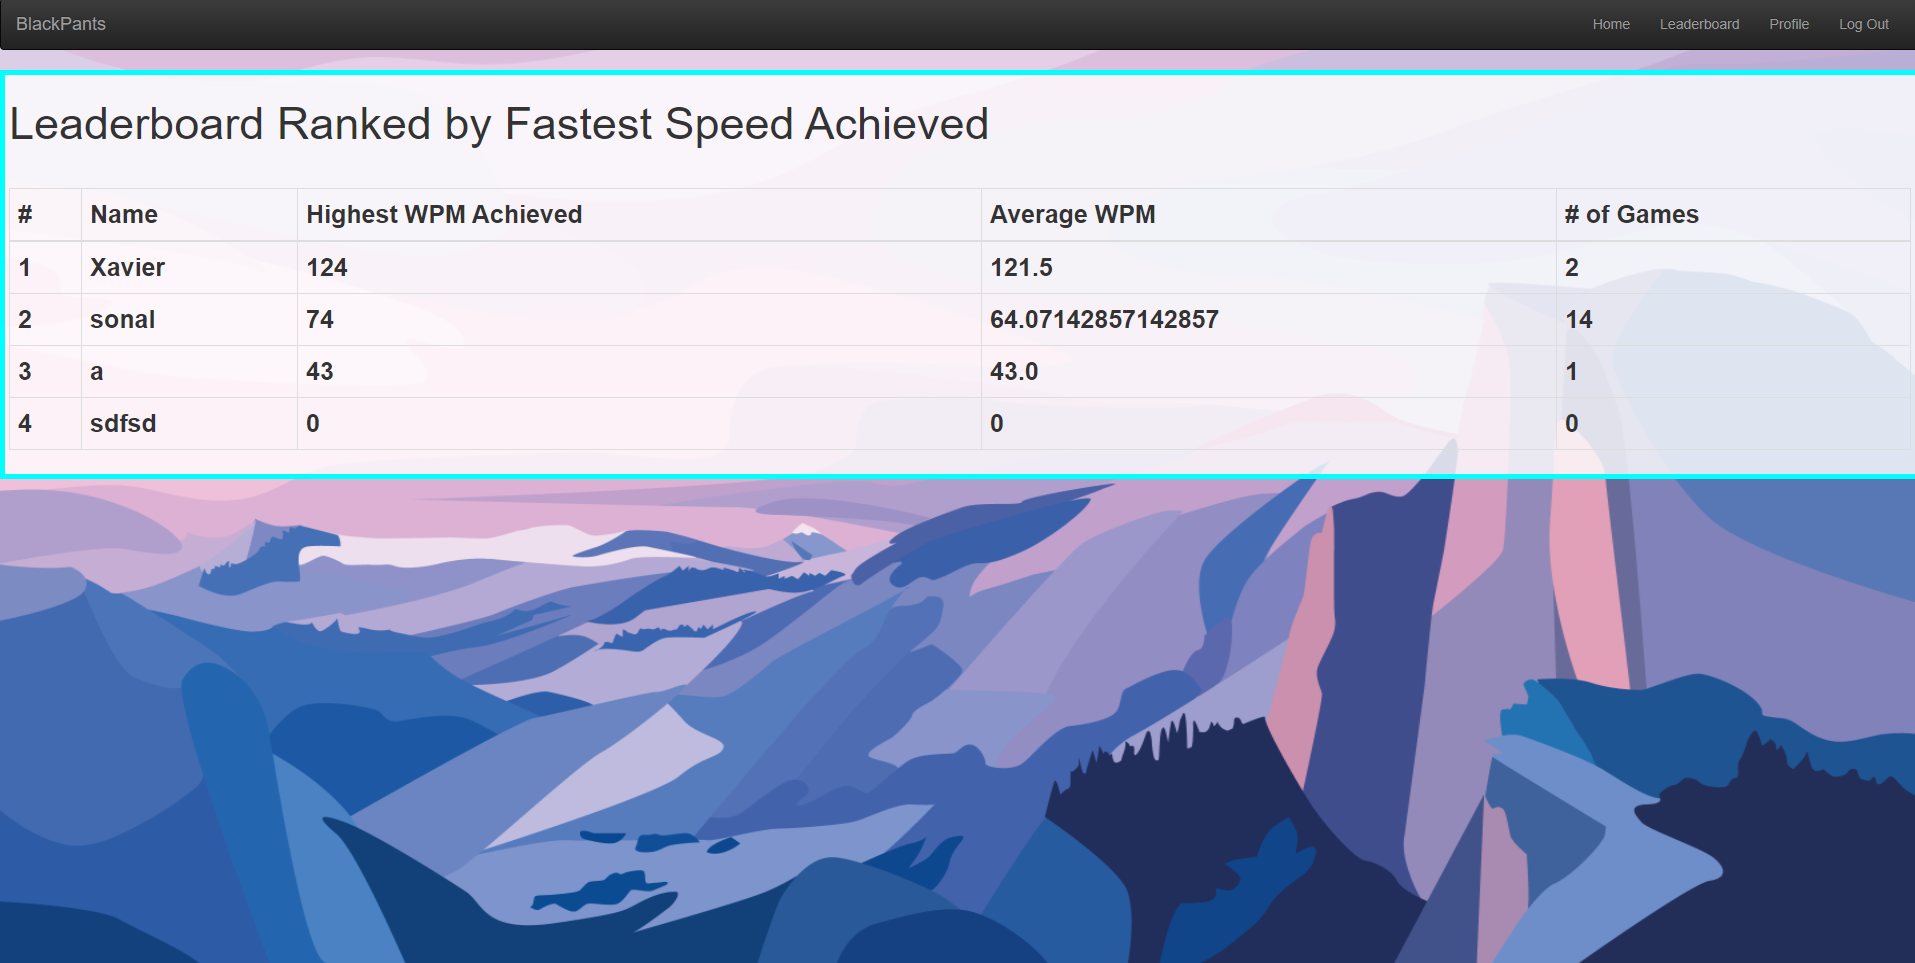 BlackPants Home Leaderboard Profile Log Out
Leaderboard Ranked by Fastest Speed Achieved
# Name Highest WPM Achieved Average WPM # of Games
1 Xavier 124 121.5 2
2 sonal 74 64.07142857142857 14
3 a 43 43.0 1
4 sdfsd 0 0 0